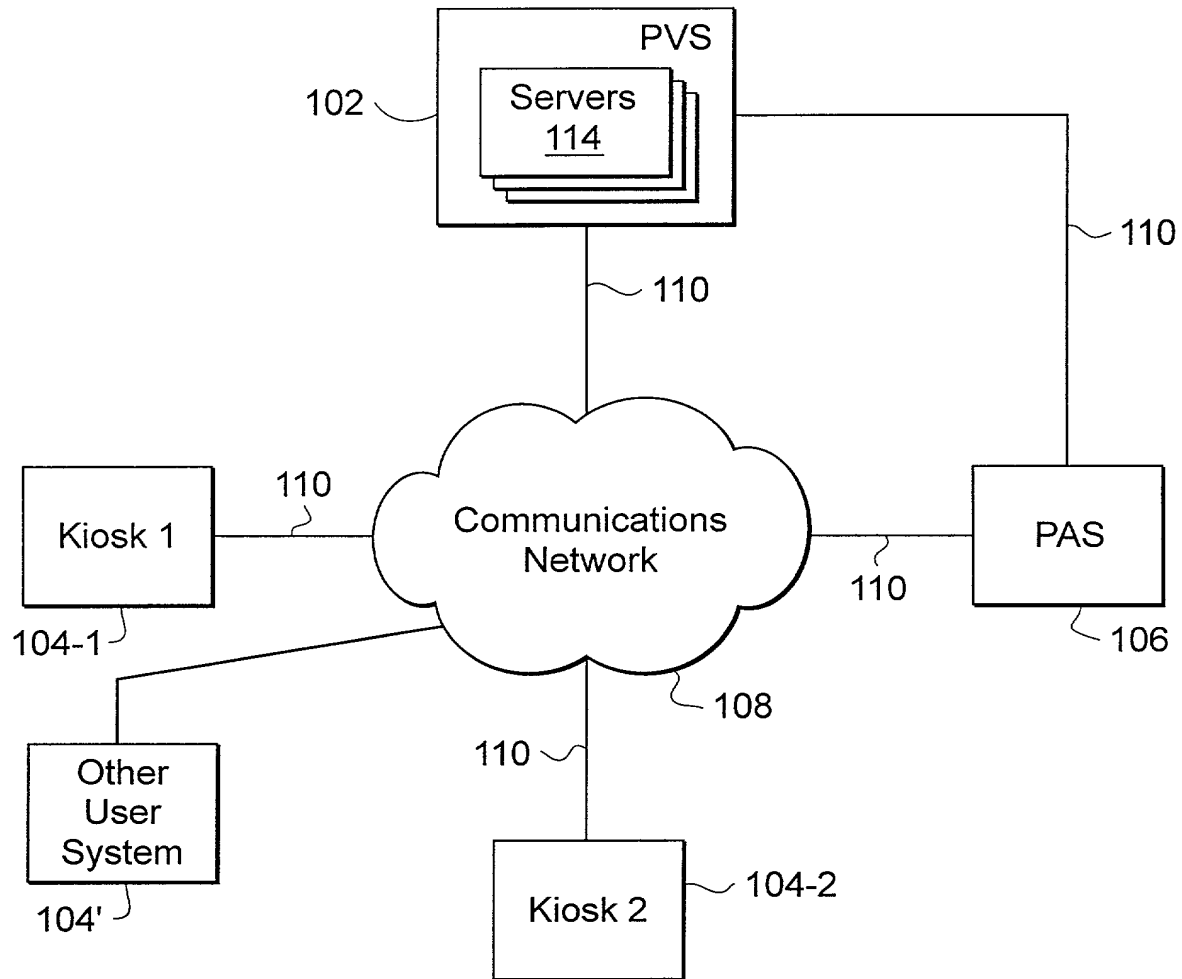 PVS
Servers
114
102
110
110
Kiosk 1
110
Communications
Network
110
PAS
104-1
106
108
110
Other
User
System
104'
Kiosk 2
104-2